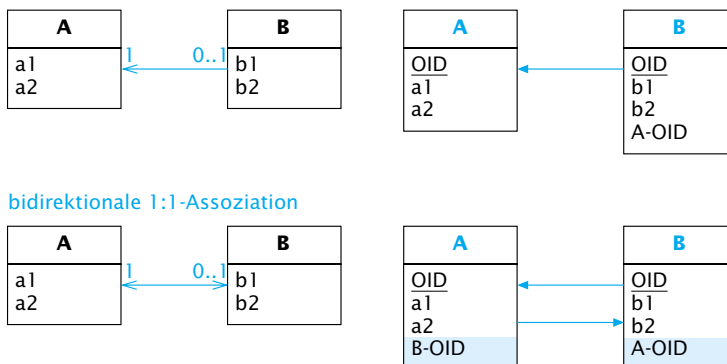 A
a1
a2
1
0..1
B
b1
b2
A
OID
a1
a2
B
OID
b1
b2
A-OID
bidirektionale 1:1-Assoziation
A
a1
a2
1
0..1
B
b1
b2
A
OID
a1
a2
B-OID
B
OID
b1
b2
A-OID